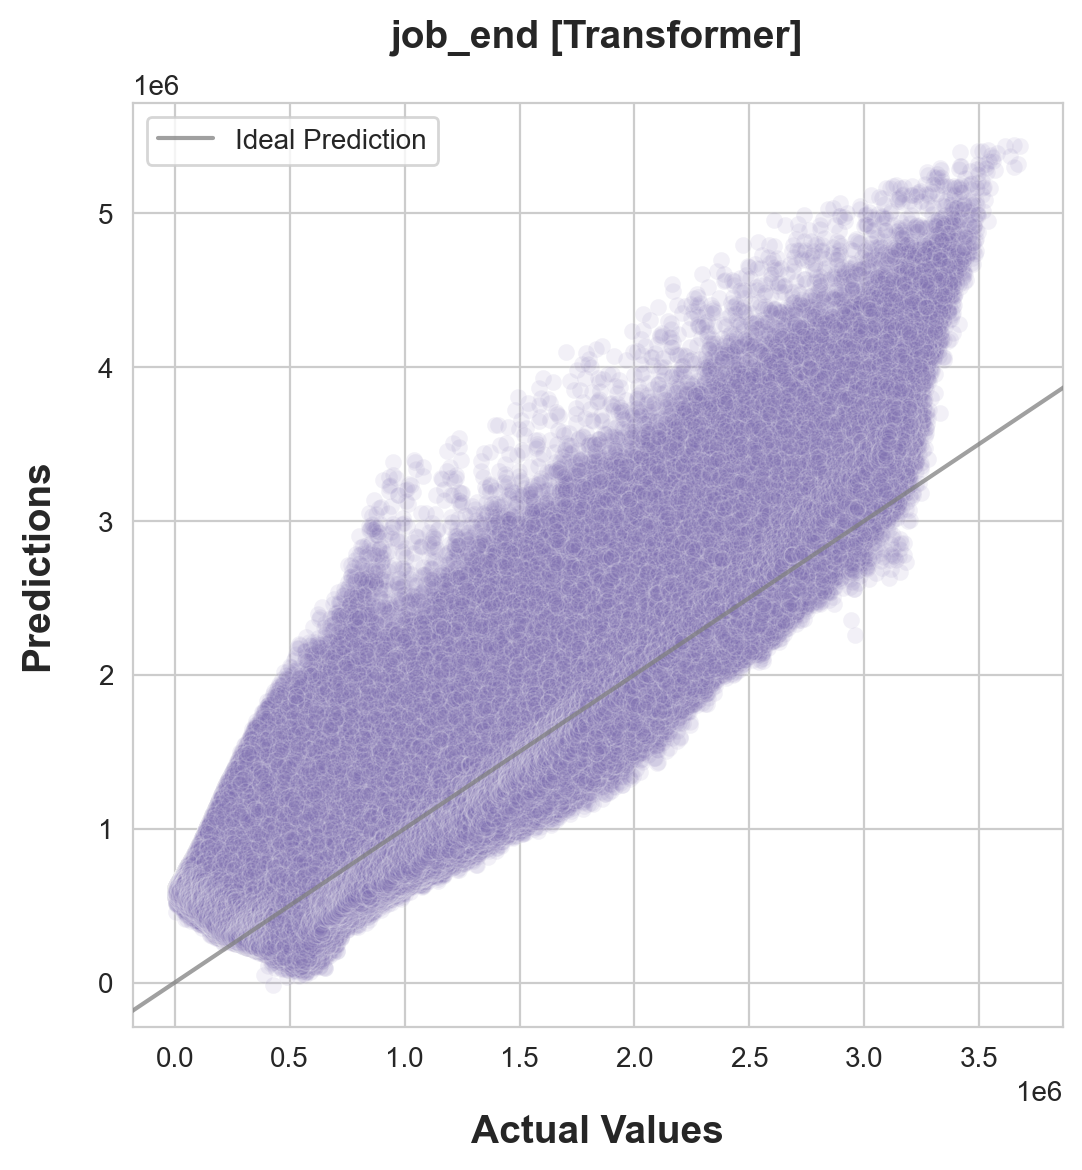 job_end [Transformer]
1e6
Ideal Prediction
5
4
3
2
1
0
Predictions
0.0 0.5 1.0 1.5 2.0 2.5 3.0 3.5
1e6
Actual Values